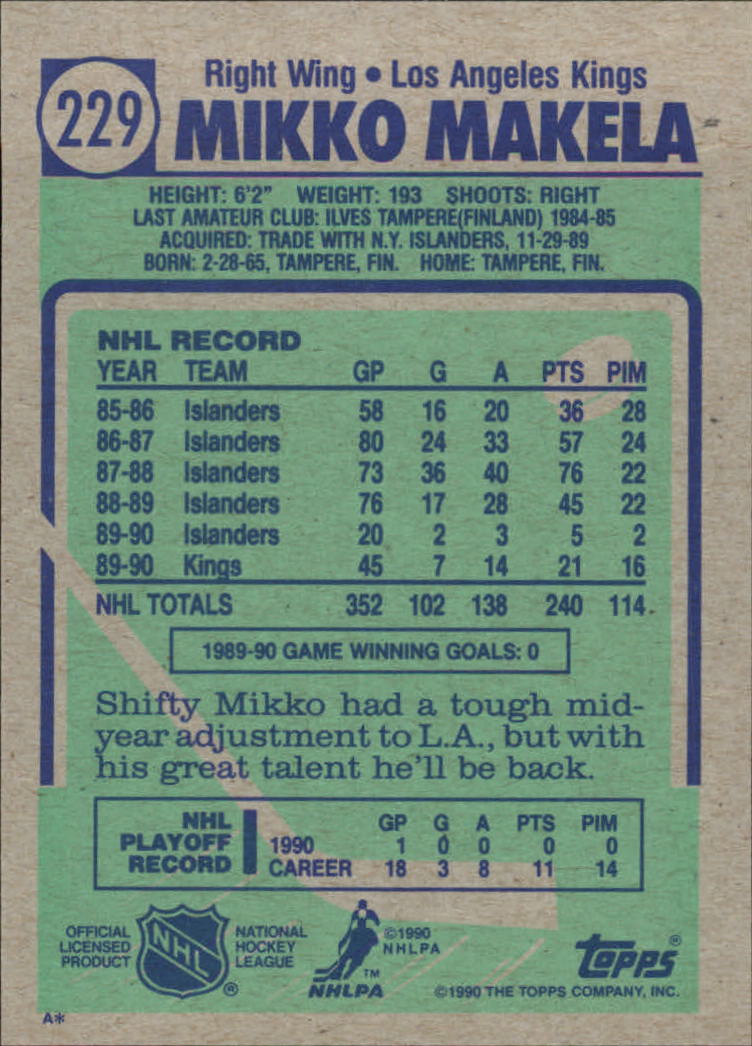 229
Right Wing • Los Angeles Kings
MIKKO MAKELA
HEIGHT: 6'2" WEIGHT: 193 SHOOTS: RIGHT
LAST AMATEUR CLUB: ILVES TAMPERE(FINLAND) 1984-85
ACQUIRED: TRADE WITH N.Y. ISLANDERS, 11-29-89
BORN: 2-28-65, TAMPERE, FIN. HOME: TAMPERE, FIN.
NHL RECORD
YEAR TEAM GP G A PTS PIM
85-86 Islanders 58 16 20 36 28
86-87 Islanders 80 24 33 57 24
87-88 Islanders 73 36 40 76 22
88-89 Islanders 76 17 28 45 22
89-90 Islanders 20 2 3 5 2
89-90 Kings 45 7 14 21 16
NHL TOTALS 352 102 138 240 114
1989-90 GAME WINNING GOALS: 0
Shifty Mikko had a tough mid-
year adjustment to L.A., but with
his great talent he'll be back.
NHL PLAYOFF RECORD
GP G A PTS PIM
1990 1 0 0 0 0
CAREER 18 3 8 11 14
OFFICIAL
LICENSED
PRODUCT
NHL
®
NATIONAL
HOCKEY
LEAGUE
©1990
NHLPA
TM
NHLPA
topps®
©1990 THE TOPPS COMPANY, INC.
A*